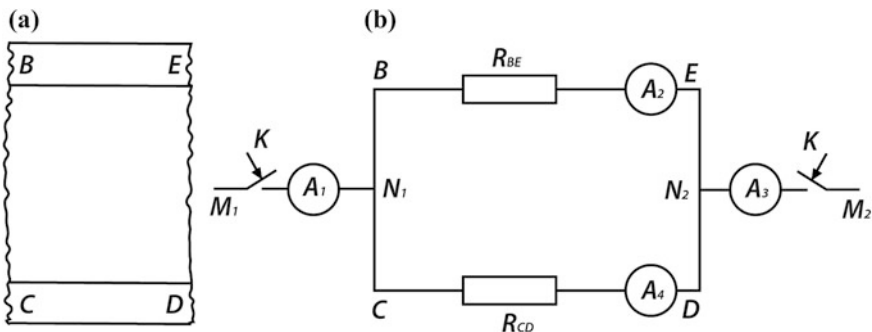 (a)
B E
C D
(b)
B R_BE A_2 E
K K
M_1 A_1 N_1 N_2 A_3 M_2
C R_CD A_4 D